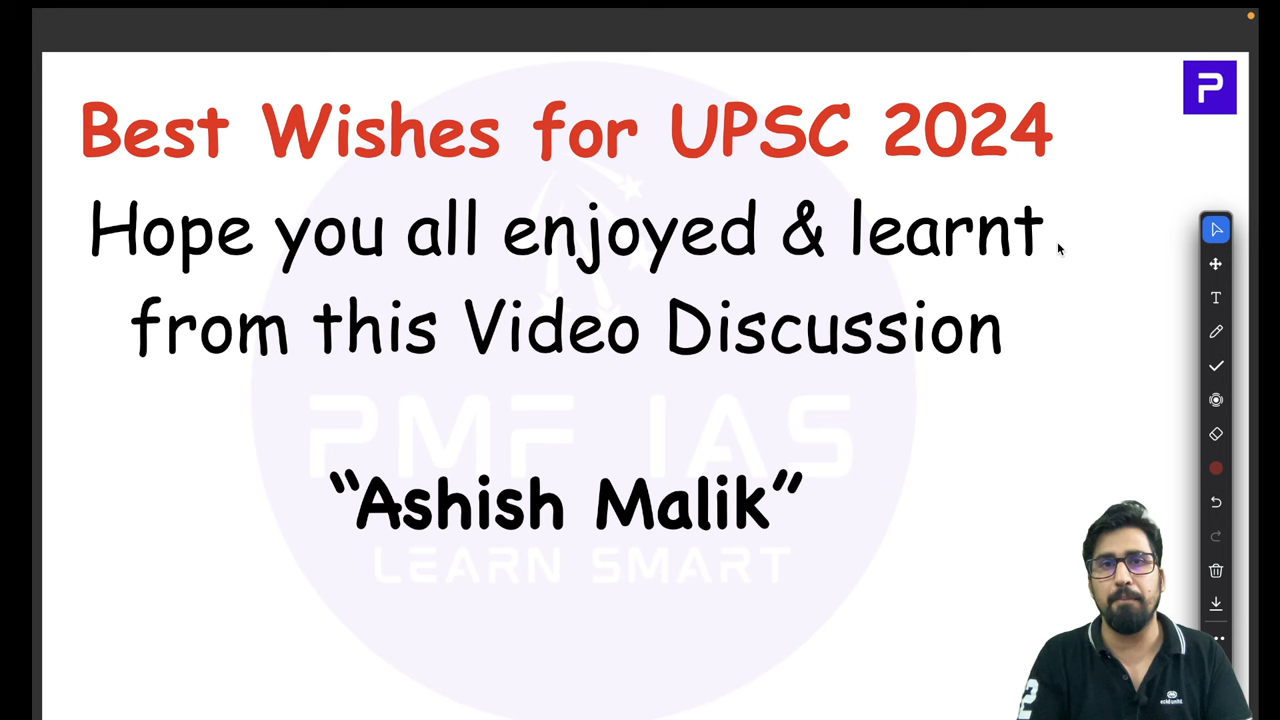 Best Wishes for UPSC 2024
P
Hope you all enjoyed & learnt
from this Video Discussion
PMF IAS
"Ashish Malik"
LEARN SMART
T
2